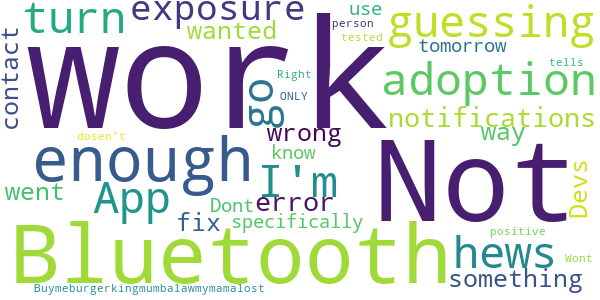 turn exposure use guessing
person
wanted tested tomorrow
contact work Right go adoption tells
ONLY
dosen't wrong notifications
enough know way Not
went App I'm error Devs
Dont fix specifically
Bluetooth hews positive
something Wont
Buymeburgerkingmumbalawmymamalost